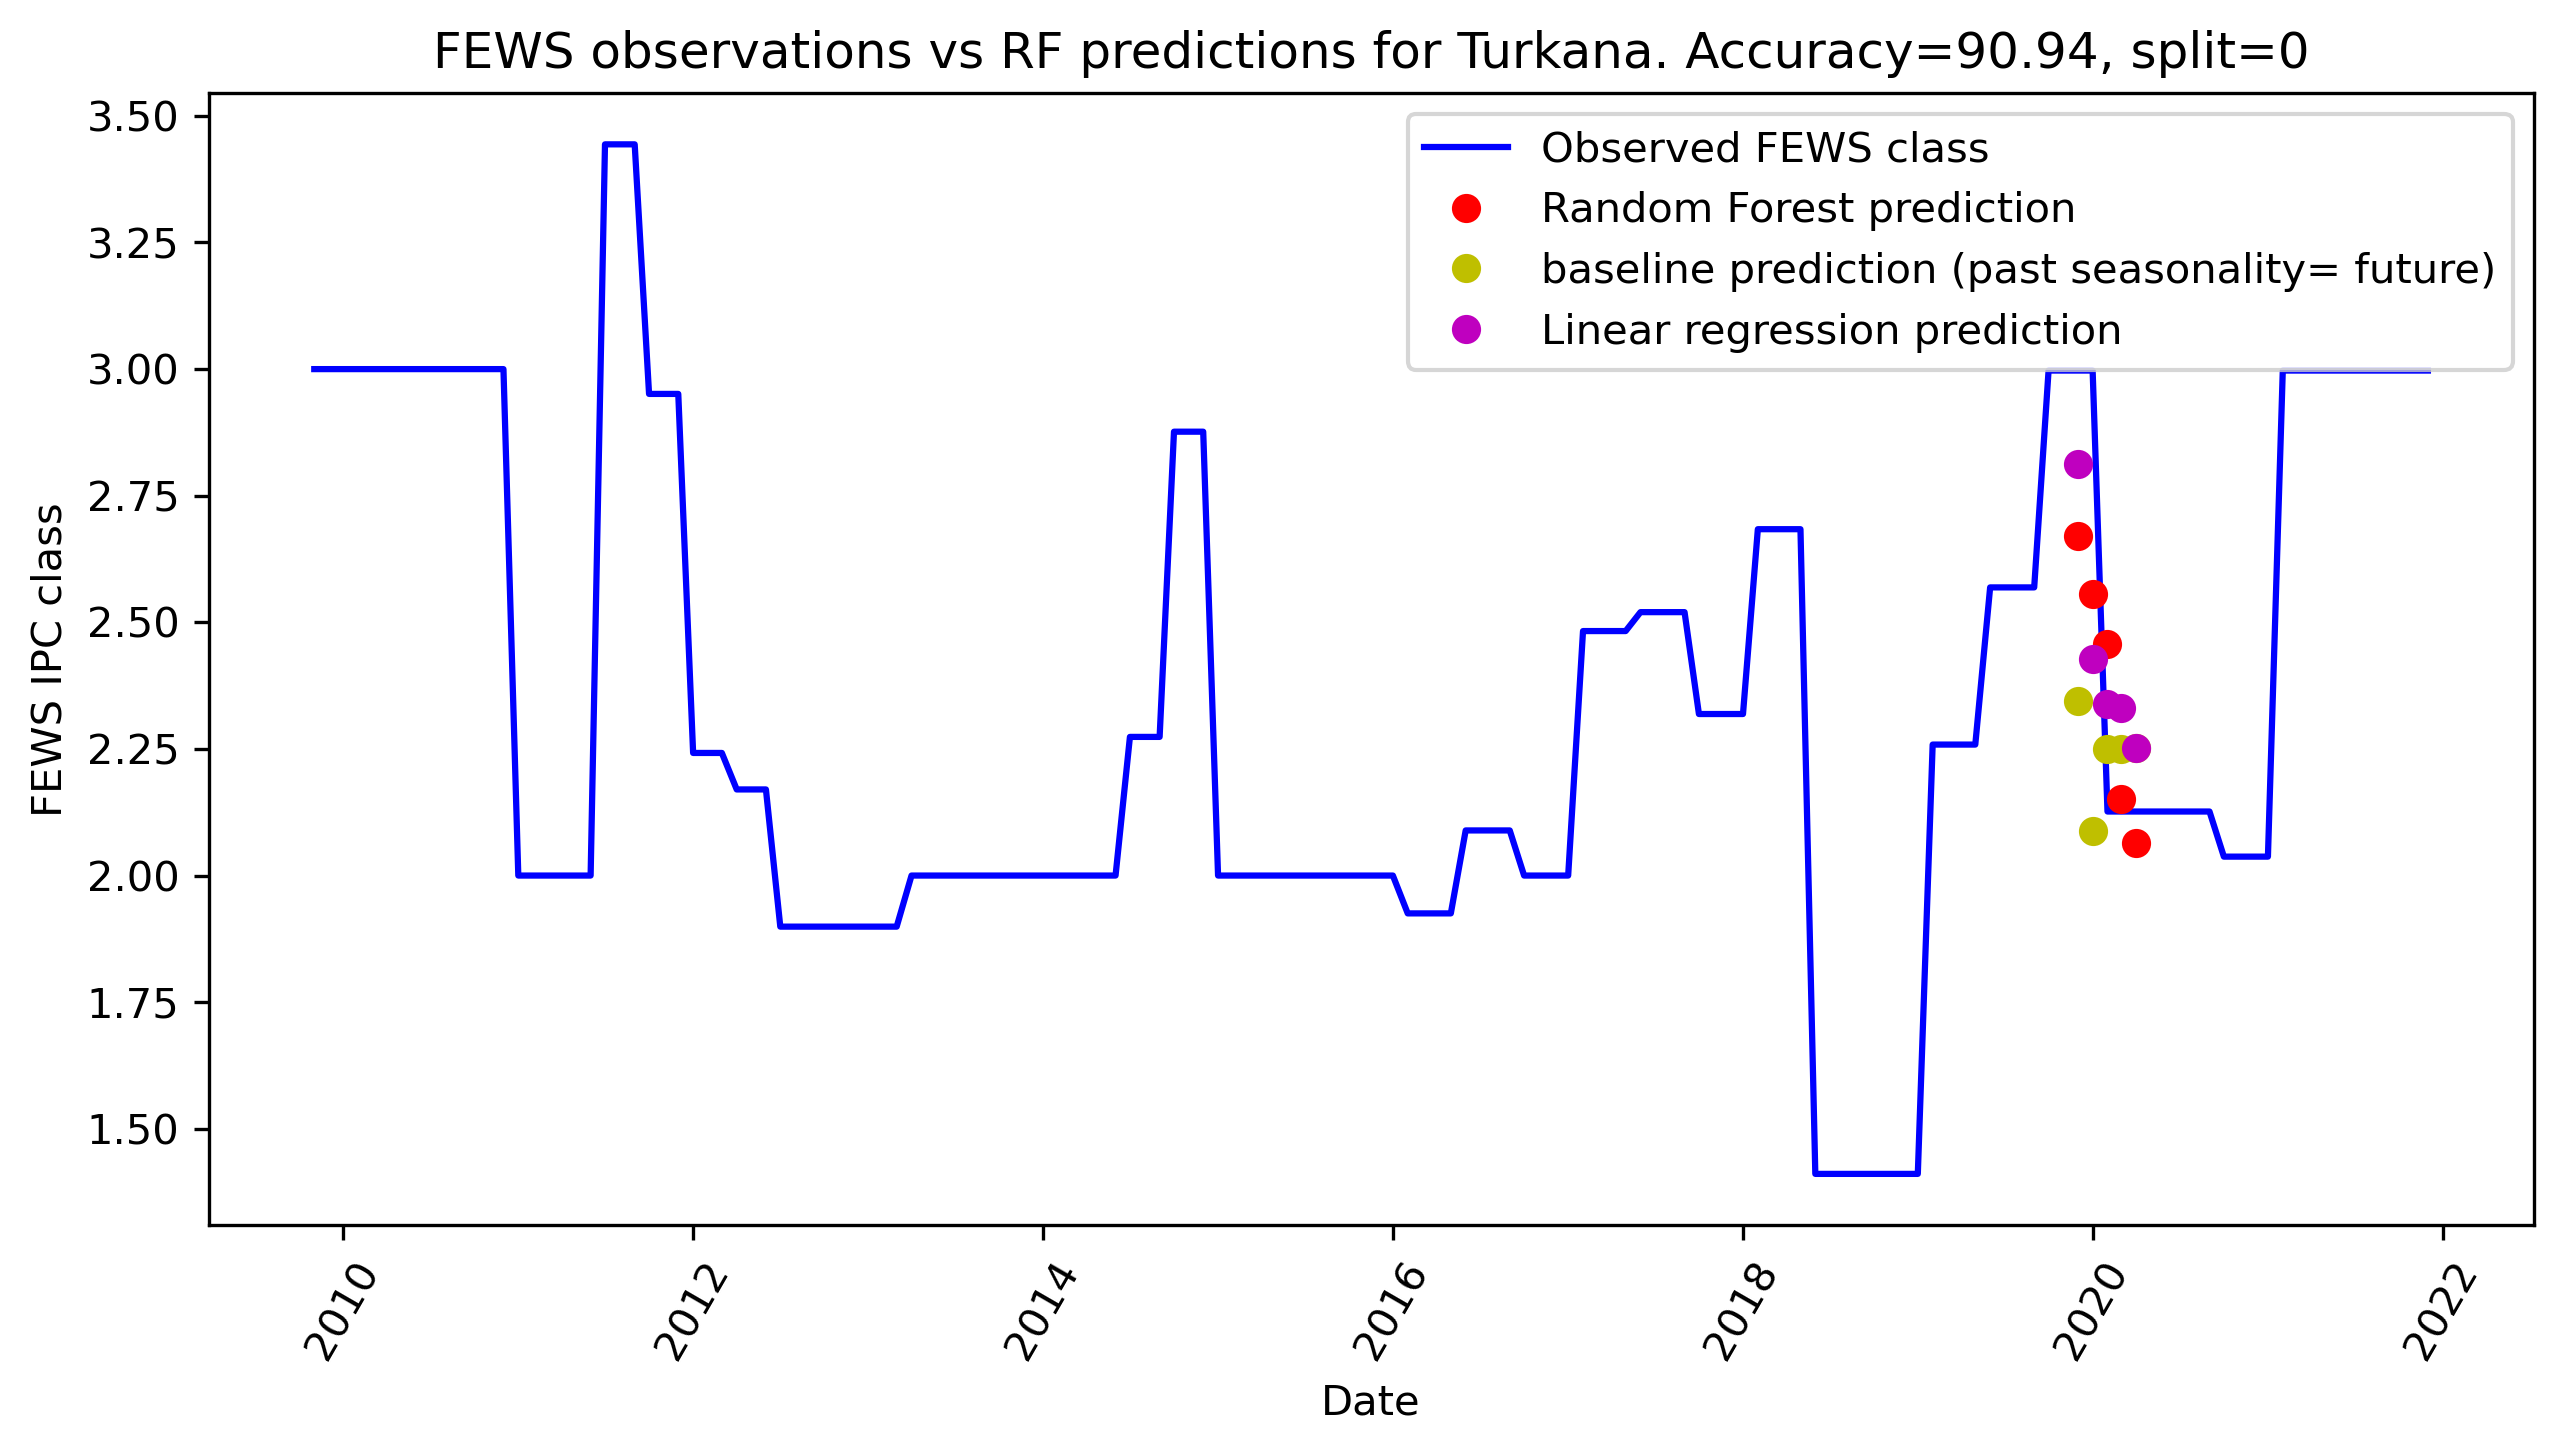 FEWS observations vs RF predictions for Turkana. Accuracy=90.94, split=0
Observed FEWS class
Random Forest prediction
baseline prediction (past seasonality= future)
Linear regression prediction
FEWS IPC class
3.50
3.25
3.00
2.75
2.50
2.25
2.00
1.75
1.50
2010
2012
2014
2016
2018
2020
2022
Date